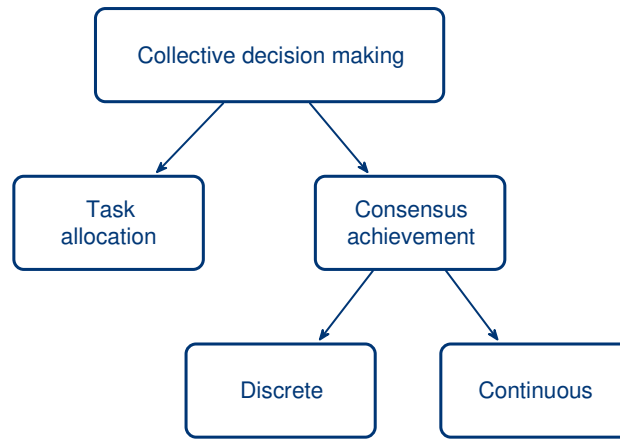 Collective decision making
Task
allocation
Consensus
achievement
Discrete
Continuous